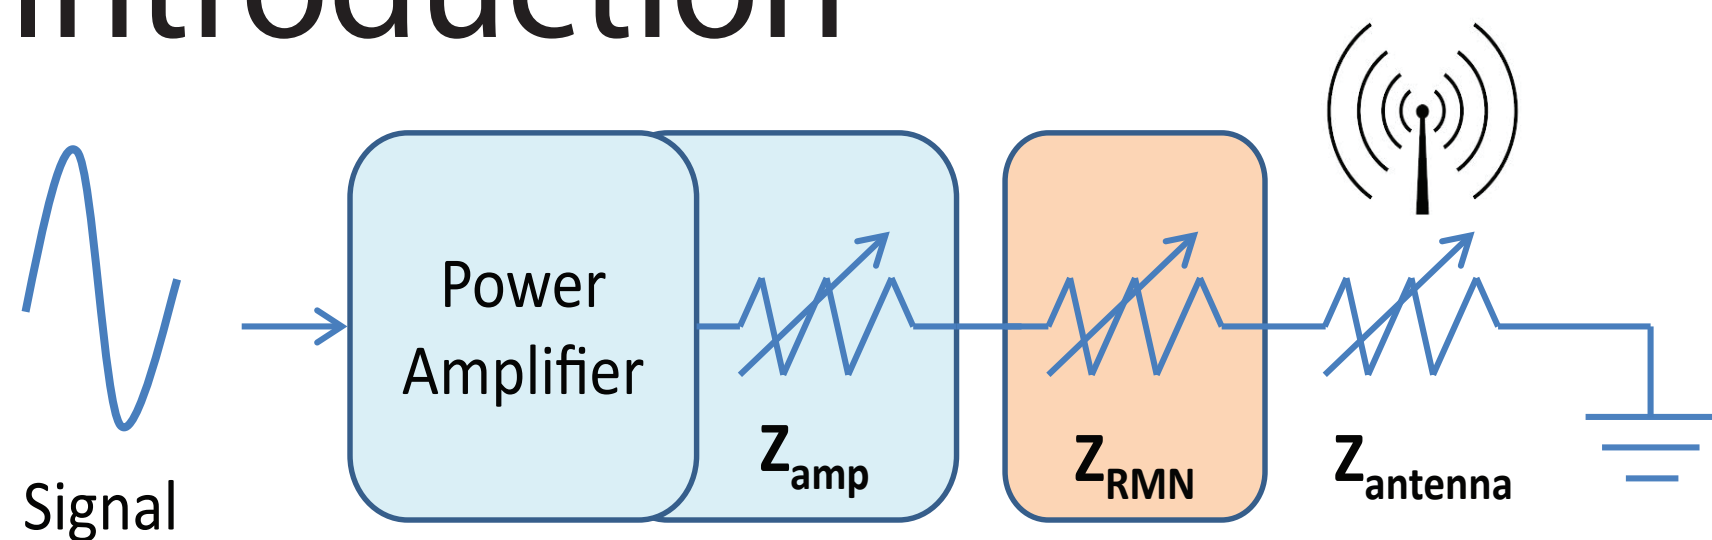 Introduction
Power
Amplifier
Zamp
ZRMN
Zantenna
Signal